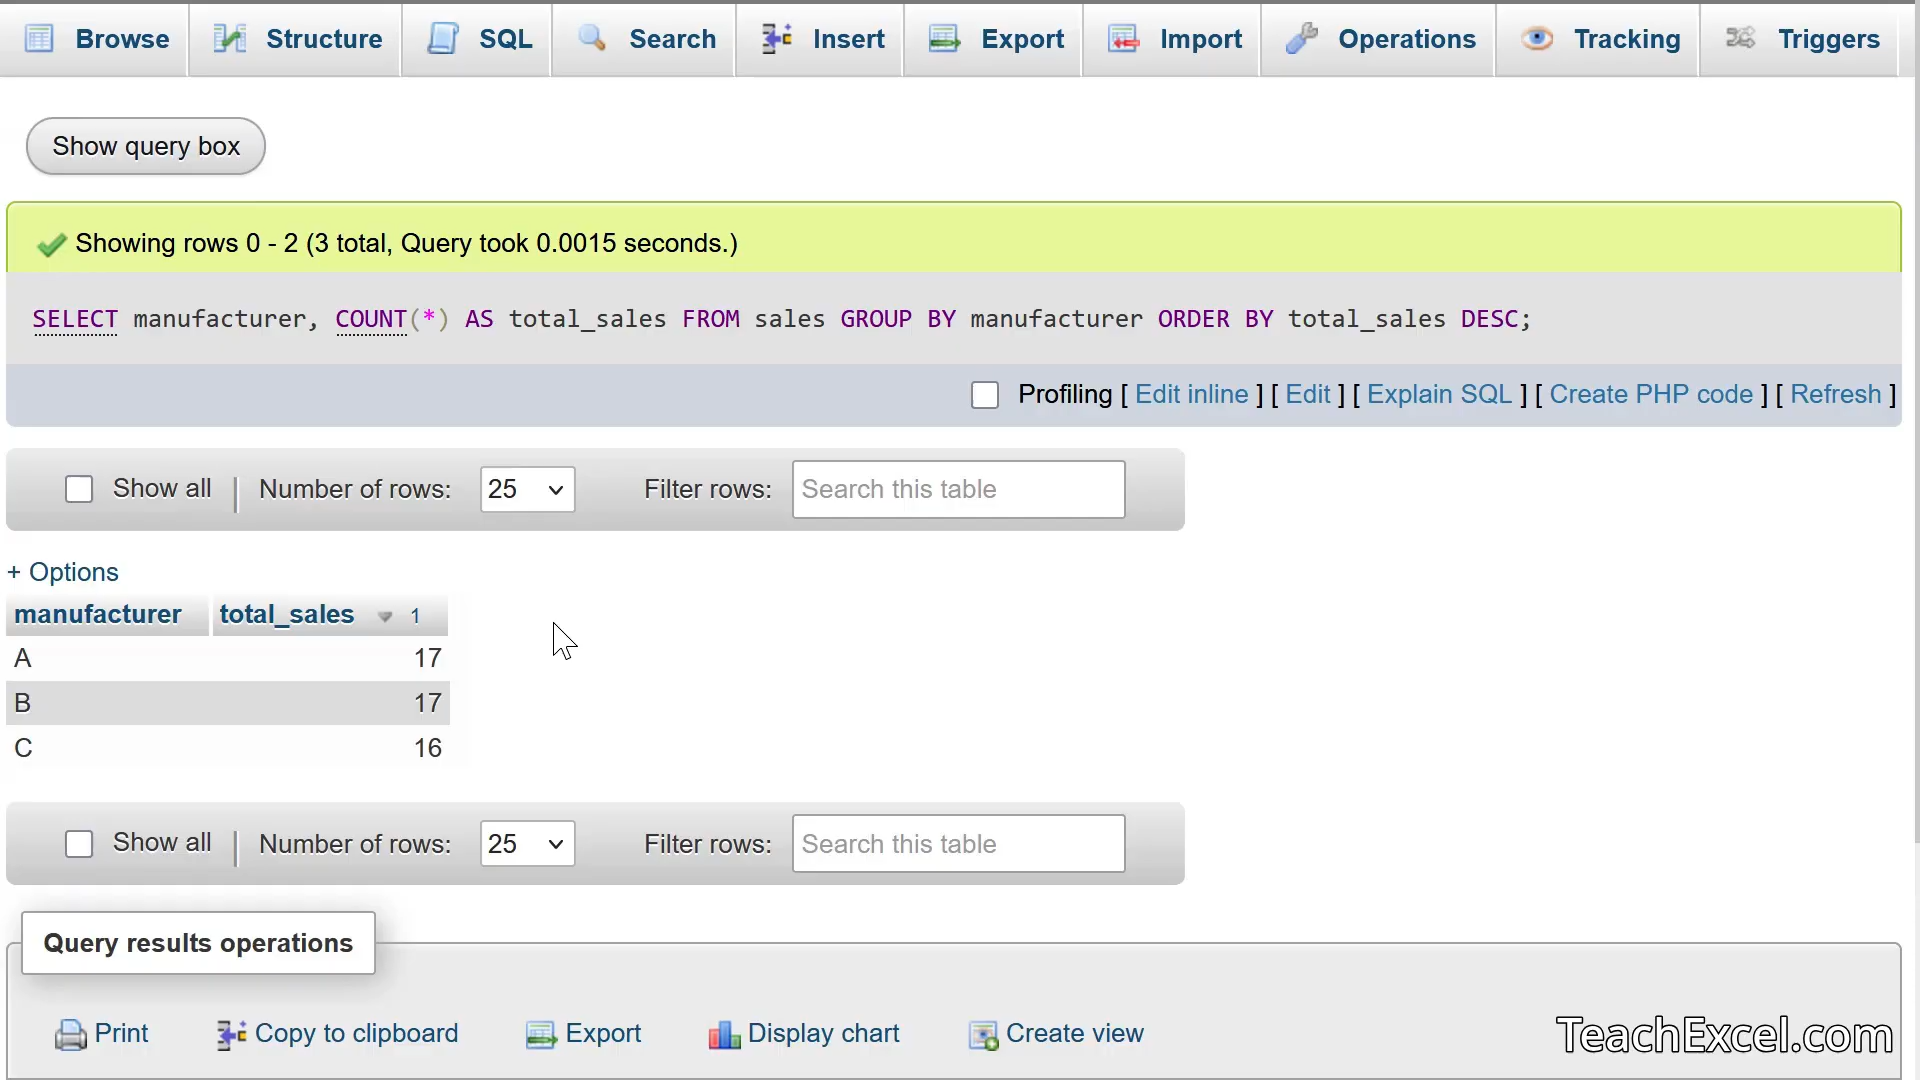 Browse Structure SQL Search Insert Export Import Operations Tracking Triggers
Show query box
Showing rows 0 - 2 (3 total, Query took 0.0015 seconds.)
SELECT manufacturer, COUNT(*) AS total_sales FROM sales GROUP BY manufacturer ORDER BY total_sales DESC;
Profiling [ Edit inline ] [ Edit ] [ Explain SQL ] [ Create PHP code ] [ Refresh ]
Show all | Number of rows: 25 Filter rows: Search this table
+ Options
manufacturer total_sales 1
A 17
B 17
C 16
Show all | Number of rows: 25 Filter rows: Search this table
Query results operations
Print Copy to clipboard Export Display chart Create view
TeachExcel.com